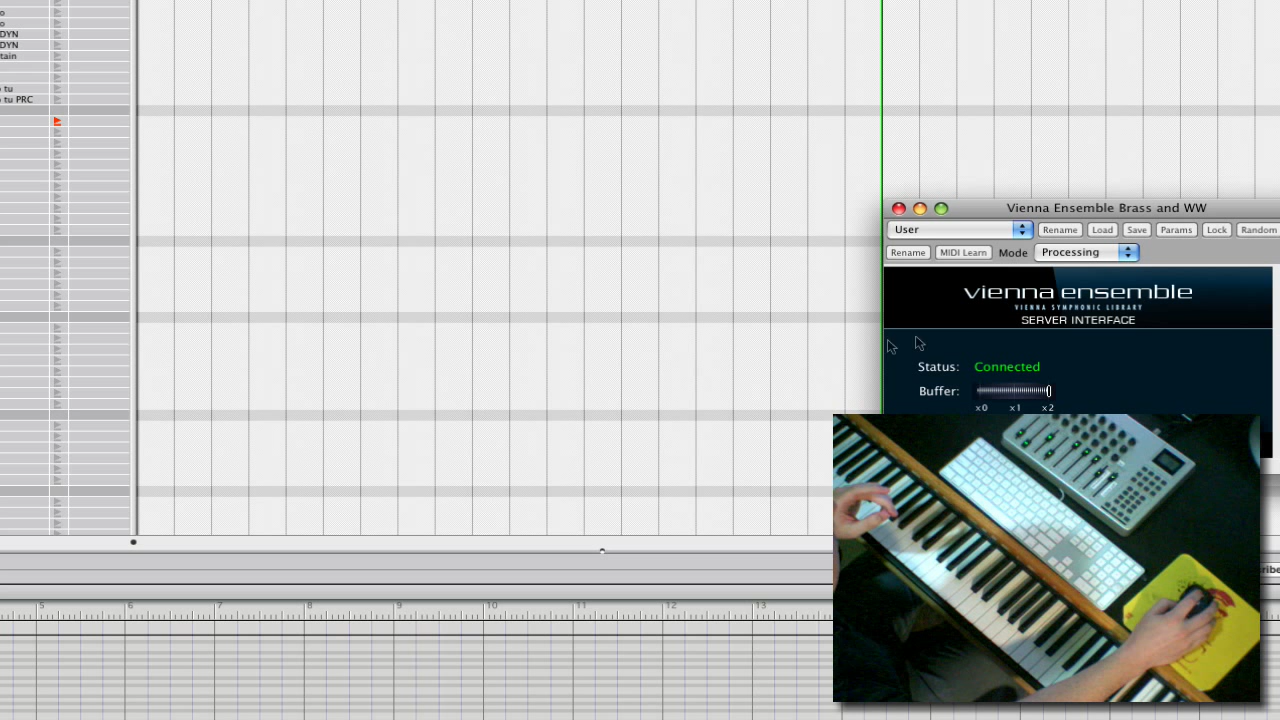 o
o
DYN
DYN
tain
o tu
o tu PRC
Vienna Ensemble Brass and WW
User Rename Load Save Params Lock Random
Rename MIDI Learn Mode Processing
vienna ensemble
VIENNA SYMPHONIC LIBRARY
SERVER INTERFACE
Status: Connected
Buffer:
x0 x1 x2
ribe
5 6 7 8 9 10 11 12 13